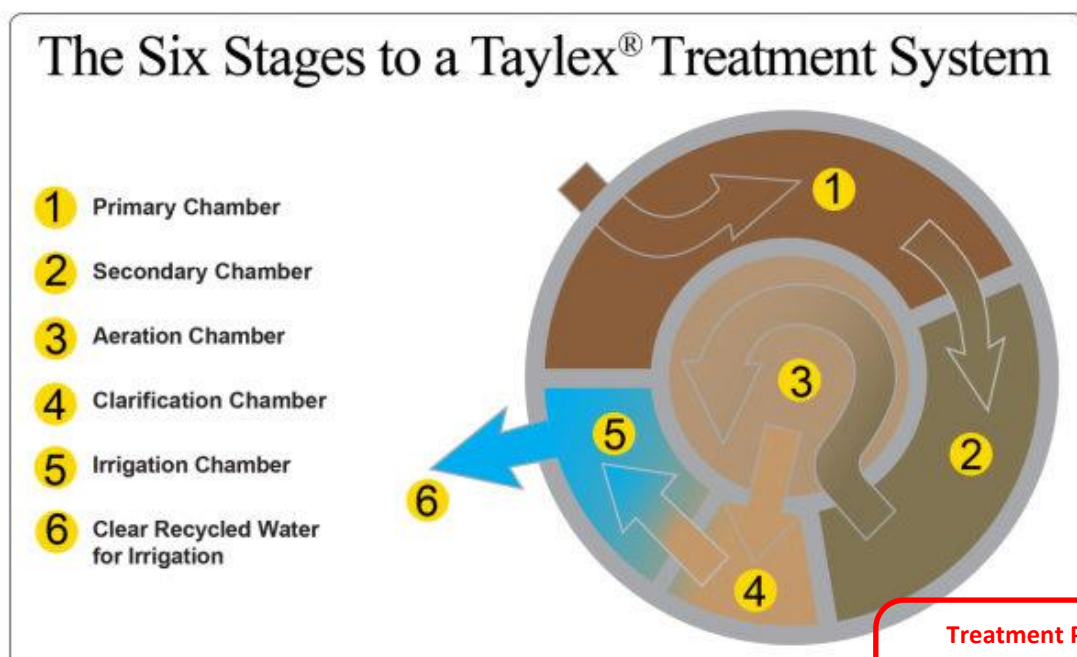 The Six Stages to a Taylex® Treatment System
1 Primary Chamber
2 Secondary Chamber
3 Aeration Chamber
4 Clarification Chamber
5 Irrigation Chamber
6 Clear Recycled Water
for Irrigation
1
2
3
4
5
6
Treatment P